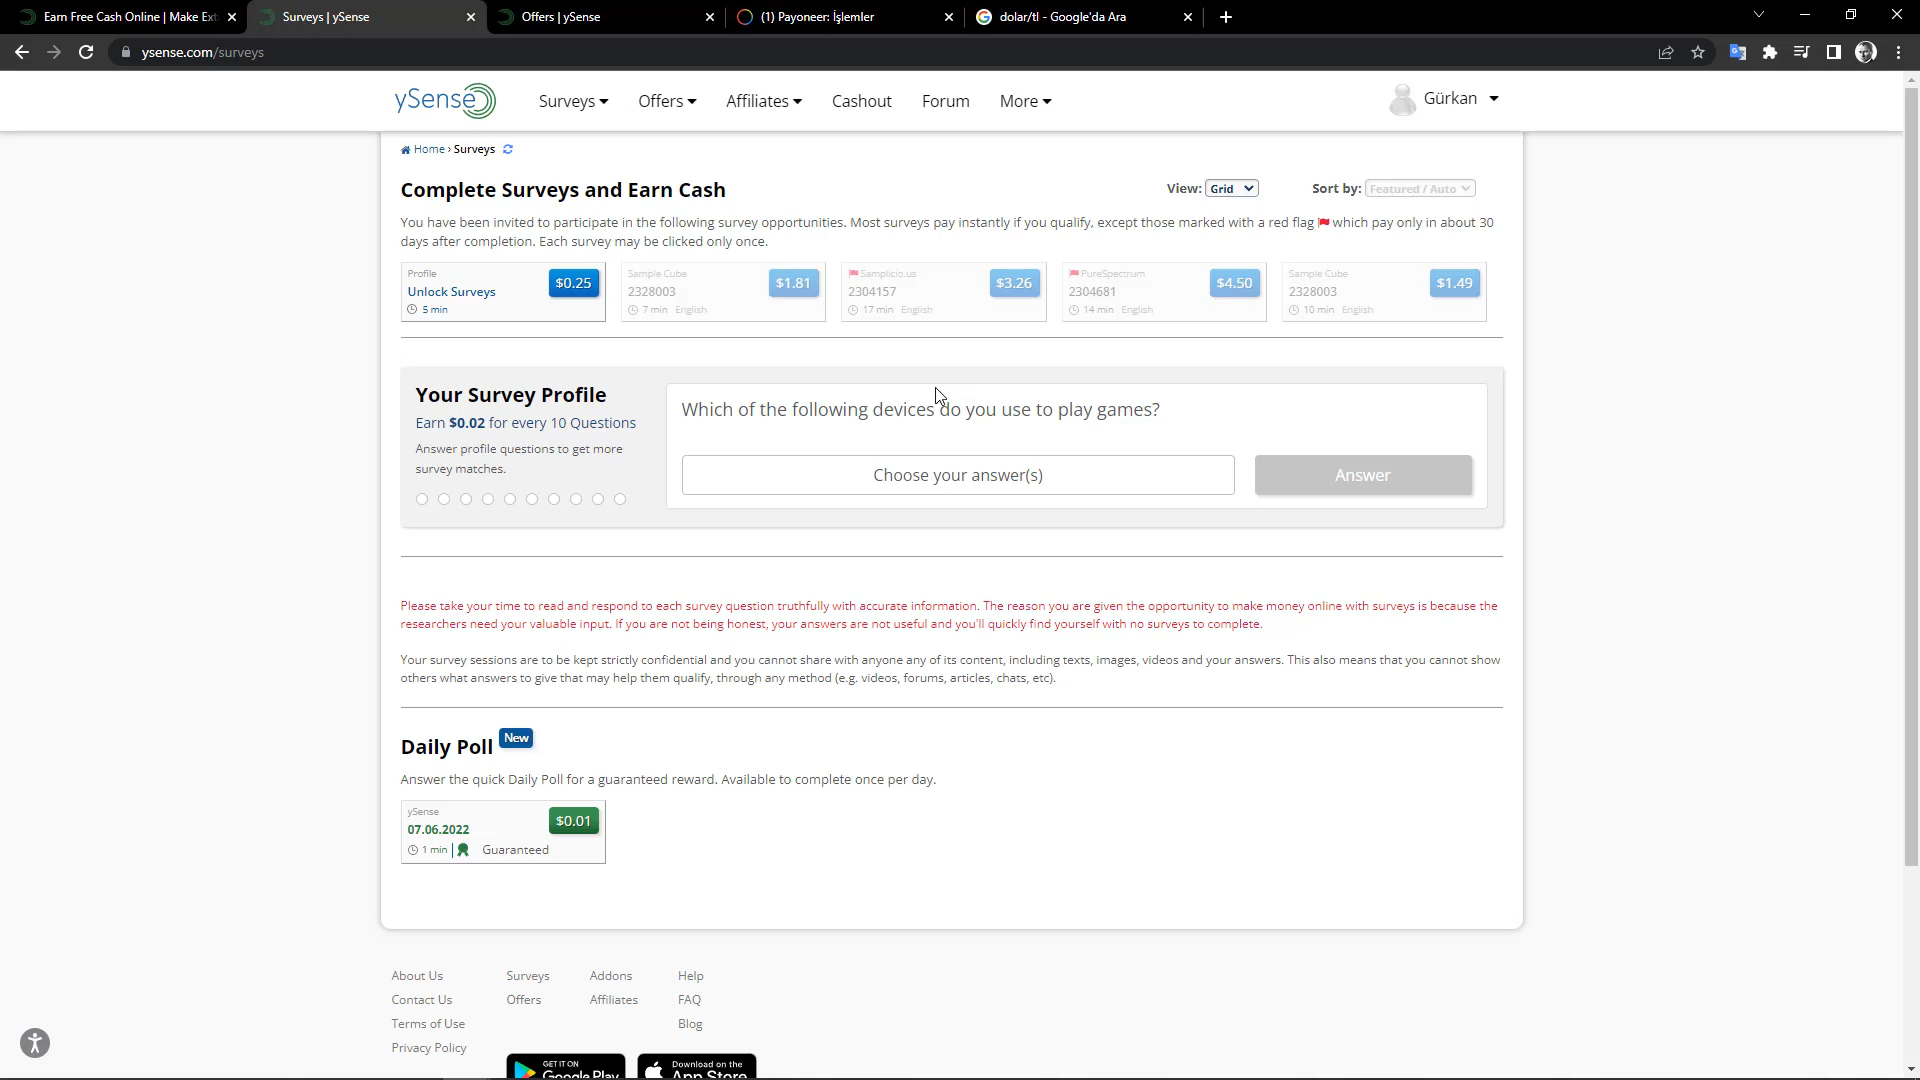 Earn Free Cash Online | Make Ext
Surveys | ySense
Offers | ySense
(1) Payoneer: İşlemler
dolar/tl - Google'da Ara
ysense.com/surveys
ySense
Surveys
Offers
Affiliates
Cashout
Forum
More
Gürkan
Home › Surveys
Complete Surveys and Earn Cash
View: Grid
Sort by: Featured / Auto
You have been invited to participate in the following survey opportunities. Most surveys pay instantly if you qualify, except those marked with a red flag which pay only in about 30
days after completion. Each survey may be clicked only once.
Profile
Unlock Surveys
5 min
$0.25
Sample Cube
2328003
7 min English
$1.81
Samplicio.us
2304157
17 min English
$3.26
PureSpectrum
2304681
14 min English
$4.50
Sample Cube
2328003
10 min English
$1.49
Your Survey Profile
Earn $0.02 for every 10 Questions
Answer profile questions to get more
survey matches.
Which of the following devices do you use to play games?
Choose your answer(s)
Answer
Please take your time to read and respond to each survey question truthfully with accurate information. The reason you are given the opportunity to make money online with surveys is because the
researchers need your valuable input. If you are not being honest, your answers are not useful and you'll quickly find yourself with no surveys to complete.
Your survey sessions are to be kept strictly confidential and you cannot share with anyone any of its content, including texts, images, videos and your answers. This also means that you cannot show
others what answers to give that may help them qualify, through any method (e.g. videos, forums, articles, chats, etc).
Daily Poll New
Answer the quick Daily Poll for a guaranteed reward. Available to complete once per day.
ySense
07.06.2022
1 min Guaranteed
$0.01
About Us
Contact Us
Terms of Use
Privacy Policy
Surveys
Offers
Addons
Affiliates
Help
FAQ
Blog
GET IT ON
Google Play
Download on the
App Store